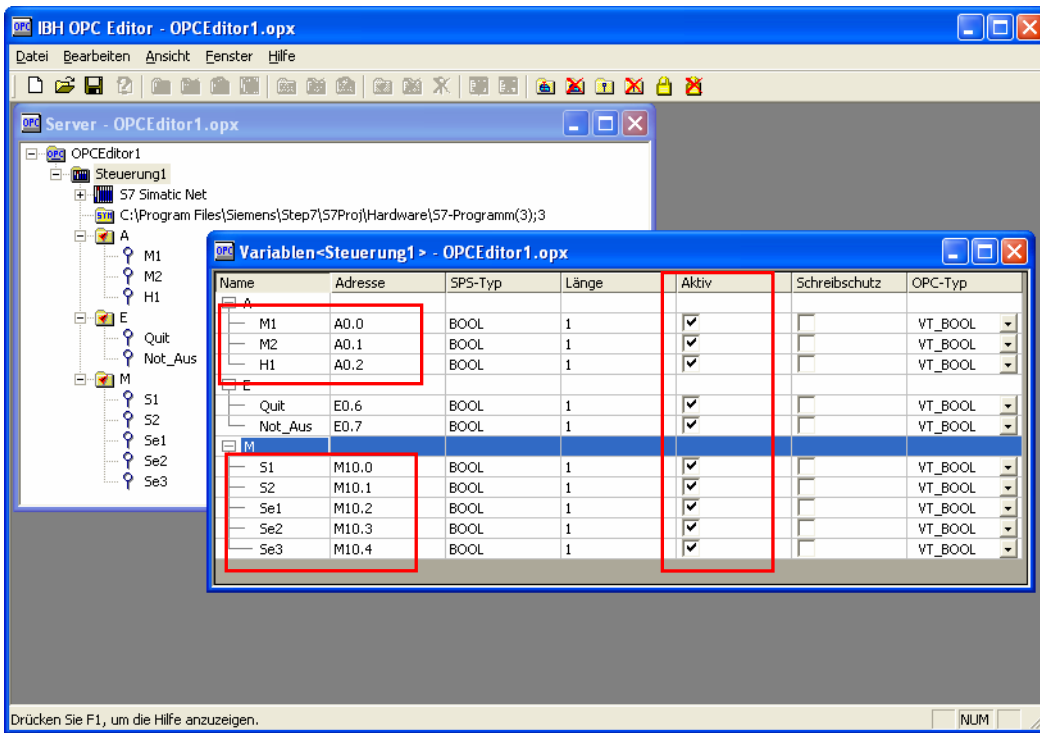 OPC IBH OPC Editor - OPCEditor1.opx
Datei Bearbeiten Ansicht Fenster Hilfe
OPC Server - OPCEditor1.opx
OPC OPCEditor1
Steuerung1
S7 Simatic Net
SYM C:\Program Files\Siemens\Step7\S7Proj\Hardware\S7-Programm(3);3
A
M1
M2
H1
E
Quit
Not_Aus
M
S1
S2
Se1
Se2
Se3
OPC Variablen<Steuerung1> - OPCEditor1.opx
Name Adresse SPS-Typ Länge Aktiv Schreibschutz OPC-Typ
A
M1 A0.0 BOOL 1 VT_BOOL
M2 A0.1 BOOL 1 VT_BOOL
H1 A0.2 BOOL 1 VT_BOOL
E
Quit E0.6 BOOL 1 VT_BOOL
Not_Aus E0.7 BOOL 1 VT_BOOL
M
S1 M10.0 BOOL 1 VT_BOOL
S2 M10.1 BOOL 1 VT_BOOL
Se1 M10.2 BOOL 1 VT_BOOL
Se2 M10.3 BOOL 1 VT_BOOL
Se3 M10.4 BOOL 1 VT_BOOL
Drücken Sie F1, um die Hilfe anzuzeigen. NUM